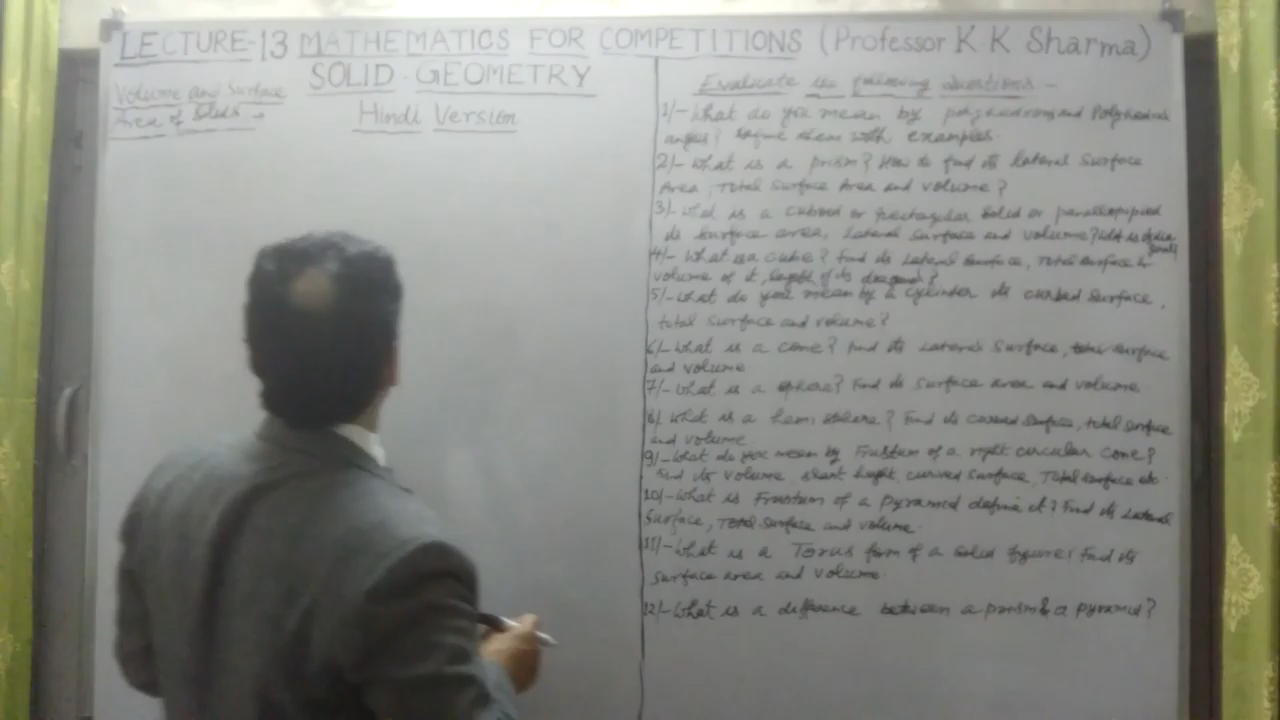 LECTURE-13 MATHEMATICS FOR COMPETITIONS (Professor K K Sharma)
SOLID-GEOMETRY
Hindi Version
Volume and Surface
Area of Solids →
Evaluate the following questions -
1/- What do you mean by polyhedrons and Polyhedral
angles? them with examples.
2/- What is a prism? How to find its lateral Surface
Area, Total Surface Area and volume?
3/- What is a cuboid or rectangular Solid or parallelopiped
its Surface area, Lateral Surface and volume? What is
4/- What is a cube? Find its Lateral Surface, Total surface &
volume of it, length of its diagonal?
5/- What do you mean by a cylinder its curved surface,
total surface and volume?
6/- What is a cone? Find its Lateral Surface, total surface
and volume
7/- What is a sphere? Find its surface area and volume
8/ What is a hemisphere? Find its curved surface, total surface
and volume
9/- What do you mean by Frustum of a right circular cone?
Find its volume, slant height, curved surface, Total surface etc.
10/- What is Frustum of a pyramid define it? Find its Lateral
Surface, Total surface and volume.
11/- What is a Torus form of a solid figure? Find its
surface area and volume.
12/- What is a difference between a prism & a pyramid?